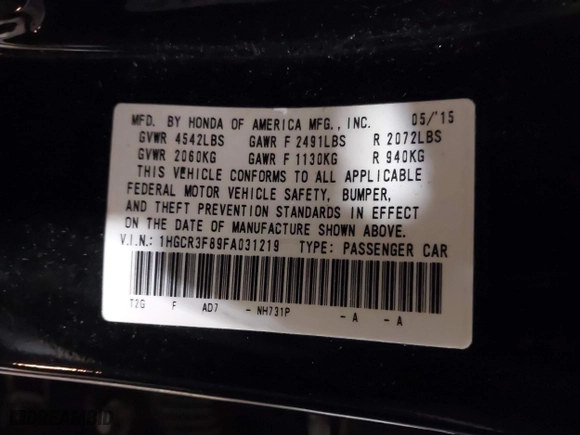 MFD. BY HONDA OF AMERICA MFG., INC. 05/'15
GVWR 4542LBS GAWR F 2491LBS R 2072LBS
GVWR 2060KG GAWR F 1130KG R 940KG
THIS VEHICLE CONFORMS TO ALL APPLICABLE
FEDERAL MOTOR VEHICLE SAFETY, BUMPER,
AND THEFT PREVENTION STANDARDS IN EFFECT
ON THE DATE OF MANUFACTURE SHOWN ABOVE.
V.I.N.: 1HGCR3F89FA031219 TYPE: PASSENGER CAR
T2G F AD7 - NH731P - A - A